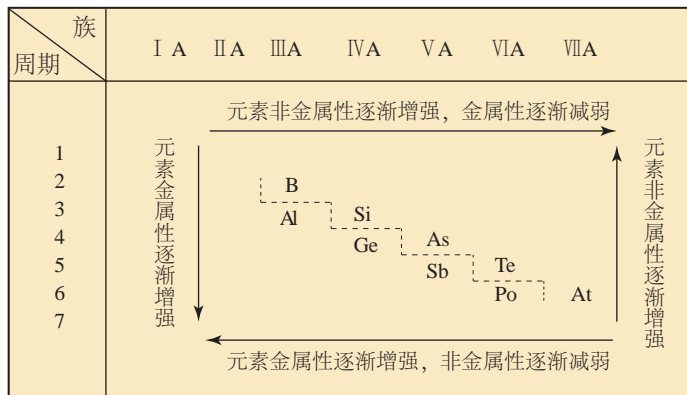 族
周期
ⅠA ⅡA ⅢA ⅣA ⅤA ⅥA ⅦA
元素非金属性逐渐增强，金属性逐渐减弱
1
2
3
4
5
6
7
元素金属性逐渐增强
B
Al Si
Ge As
Sb Te
Po At
元素非金属性逐渐增强
元素金属性逐渐增强，非金属性逐渐减弱